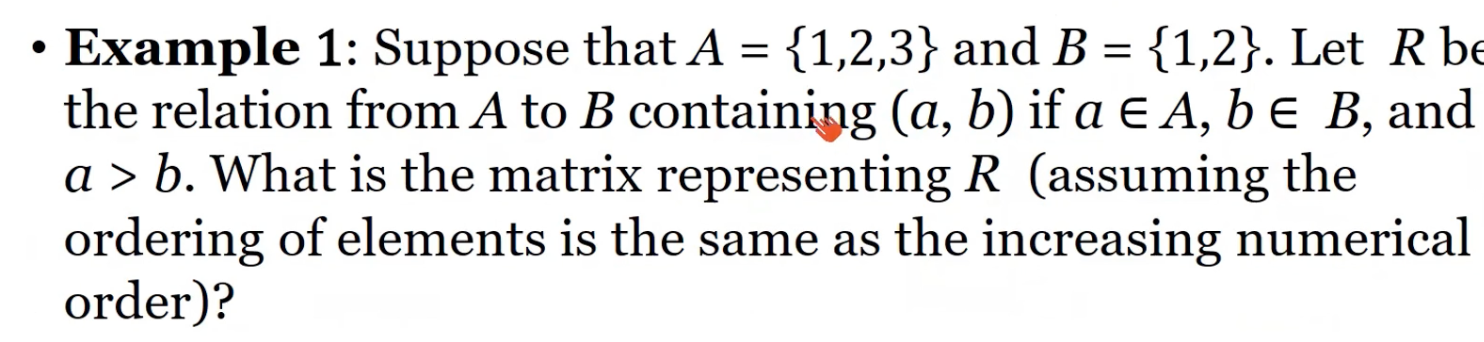 • Example 1: Suppose that A = {1,2,3} and B = {1,2}. Let R be
the relation from A to B containing (a, b) if a ∈ A, b ∈ B, and
a > b. What is the matrix representing R (assuming the
ordering of elements is the same as the increasing numerical
order)?